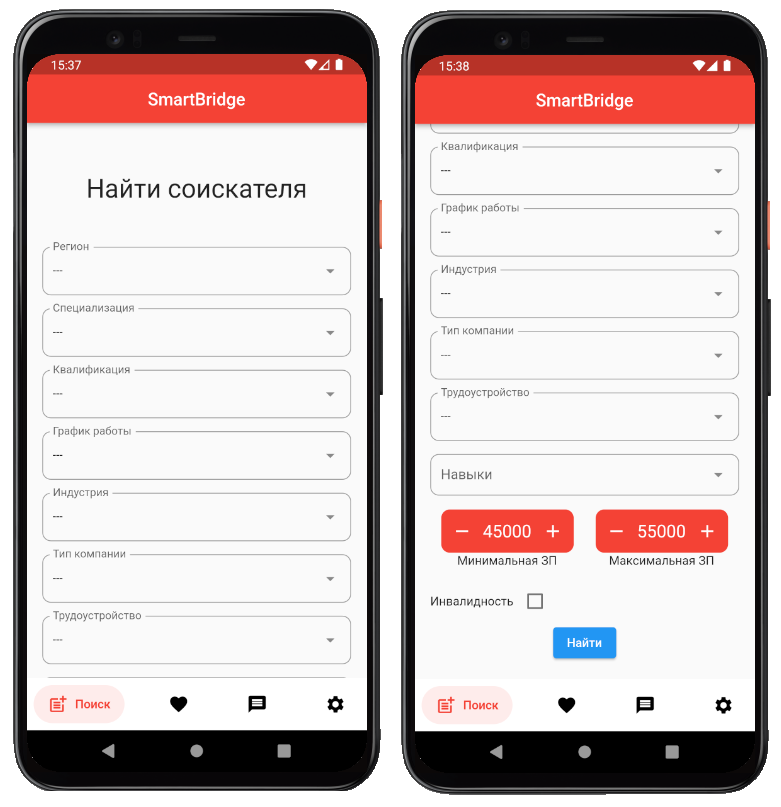 15:37
SmartBridge
Найти соискателя
Регион
---
Специализация
---
Квалификация
---
График работы
---
Индустрия
---
Тип компании
---
Трудоустройство
---
Поиск
15:38
SmartBridge
Квалификация
---
График работы
---
Индустрия
---
Тип компании
---
Трудоустройство
---
Навыки
− 45000 + − 55000 +
Минимальная ЗП Максимальная ЗП
Инвалидность
Найти
Поиск